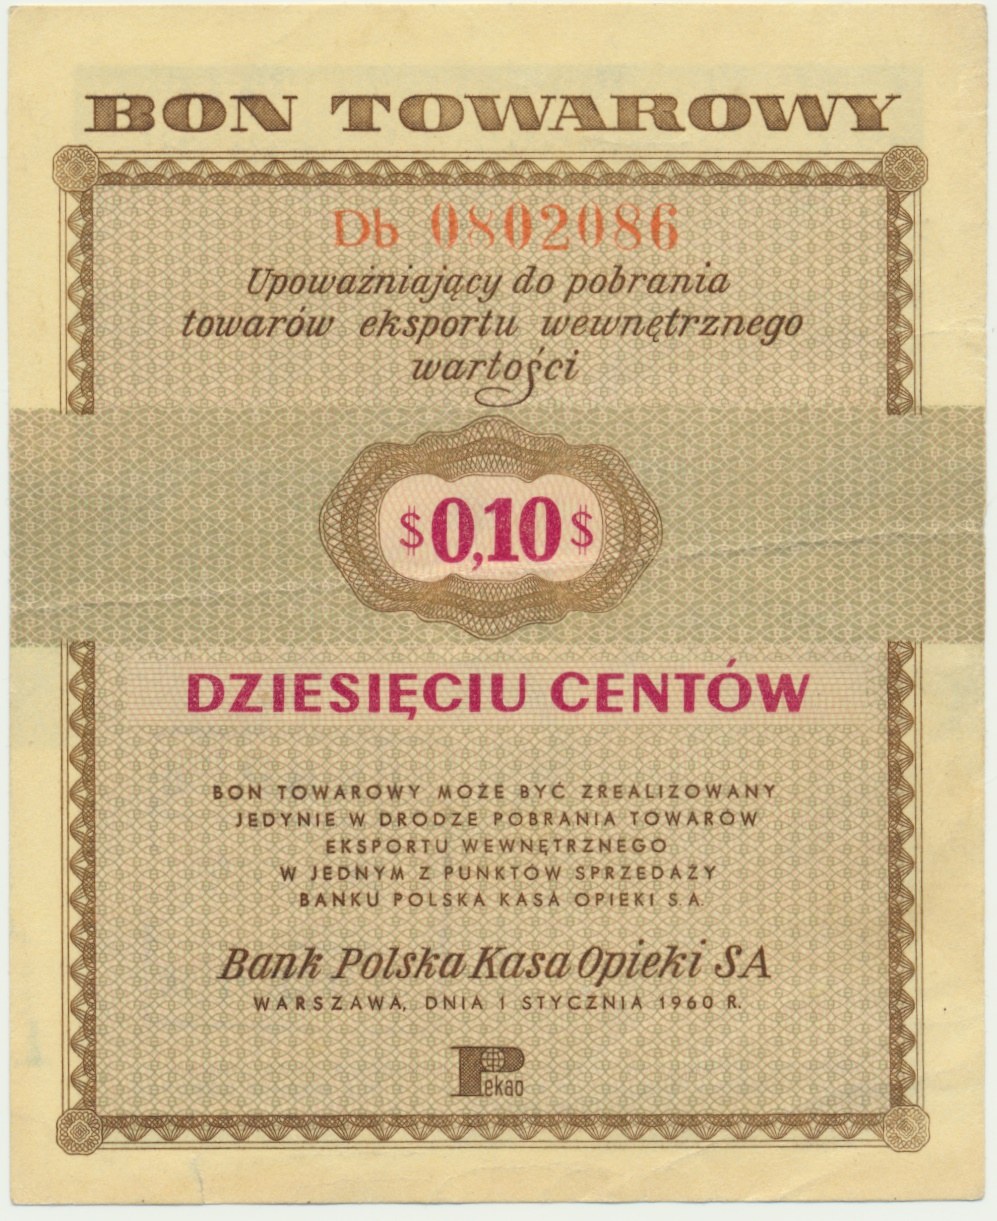 BON TOWAROWY
Db 0802086
Upoważniający do pobrania
towarów eksportu wewnętrznego
wartości
$0,10$
DZIESIĘCIU CENTÓW
BON TOWAROWY MOŻE BYĆ ZREALIZOWANY
JEDYNIE W DRODZE POBRANIA TOWARÓW
EKSPORTU WEWNĘTRZNEGO
W JEDNYM Z PUNKTÓW SPRZEDAŻY
BANKU POLSKA KASA OPIEKI S.A.
Bank Polska Kasa Opieki SA
WARSZAWA, DNIA 1 STYCZNIA 1960 R.
Pekao